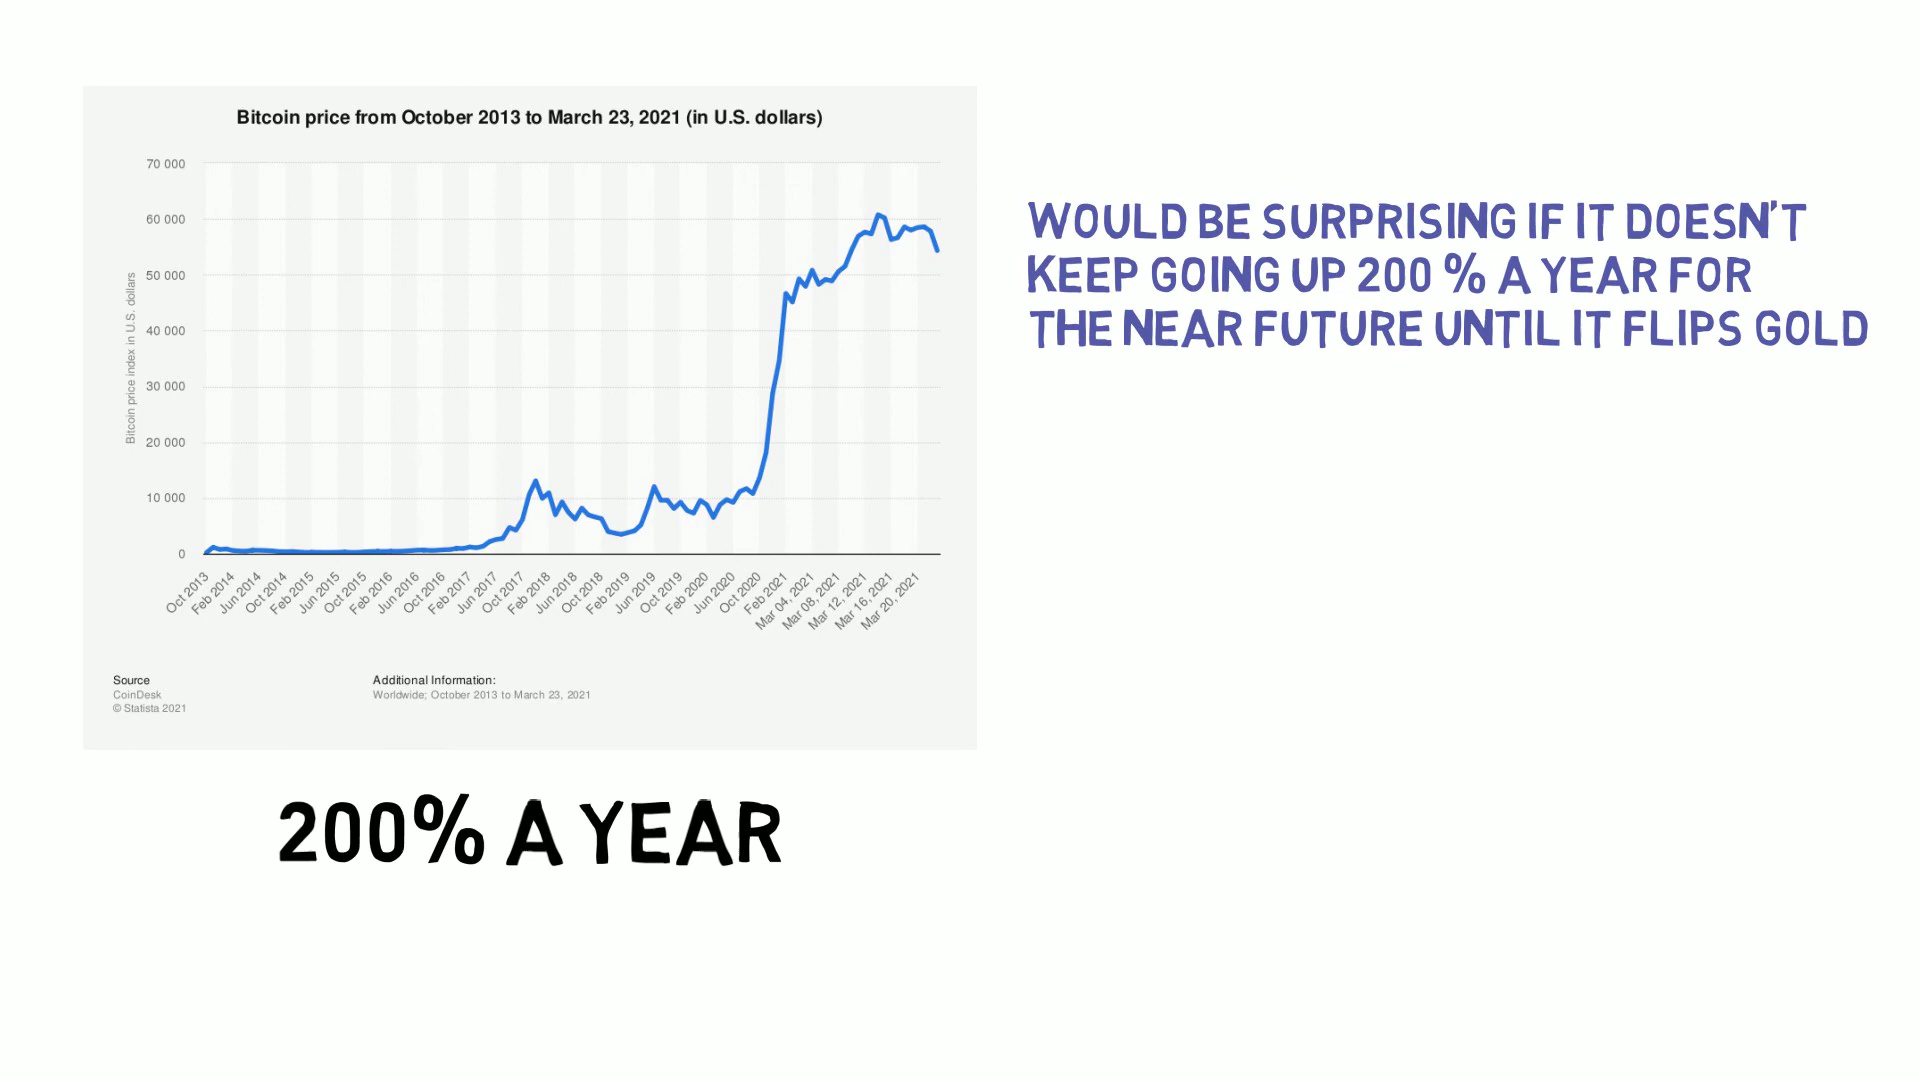 Bitcoin price from October 2013 to March 23, 2021 (in U.S. dollars)
Bitcoin price index in U.S. dollars
70 000
60 000
50 000
40 000
30 000
20 000
10 000
0
Oct 2013
Feb 2014
Jun 2014
Oct 2014
Feb 2015
Jun 2015
Oct 2015
Feb 2016
Jun 2016
Oct 2016
Feb 2017
Jun 2017
Oct 2017
Feb 2018
Jun 2018
Oct 2018
Feb 2019
Jun 2019
Oct 2019
Feb 2020
Jun 2020
Oct 2020
Feb 2021
Mar 04, 2021
Mar 08, 2021
Mar 12, 2021
Mar 16, 2021
Mar 20, 2021
Source
CoinDesk
© Statista 2021
Additional Information:
Worldwide; October 2013 to March 23, 2021
200% A YEAR
WOULD BE SURPRISING IF IT DOESN'T
KEEP GOING UP 200 % A YEAR FOR
THE NEAR FUTURE UNTIL IT FLIPS GOLD